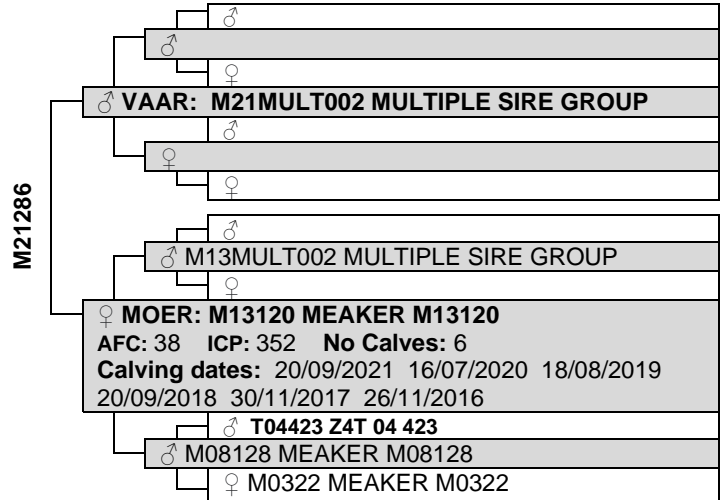 ♂
♂
♀
♂ VAAR: M21MULT002 MULTIPLE SIRE GROUP
♂
♀
♀
M21286
♂
♂ M13MULT002 MULTIPLE SIRE GROUP
♀
♀ MOER: M13120 MEAKER M13120
AFC: 38 ICP: 352 No Calves: 6
Calving dates: 20/09/2021 16/07/2020 18/08/2019
20/09/2018 30/11/2017 26/11/2016
♂ T04423 Z4T 04 423
♂ M08128 MEAKER M08128
♀ M0322 MEAKER M0322